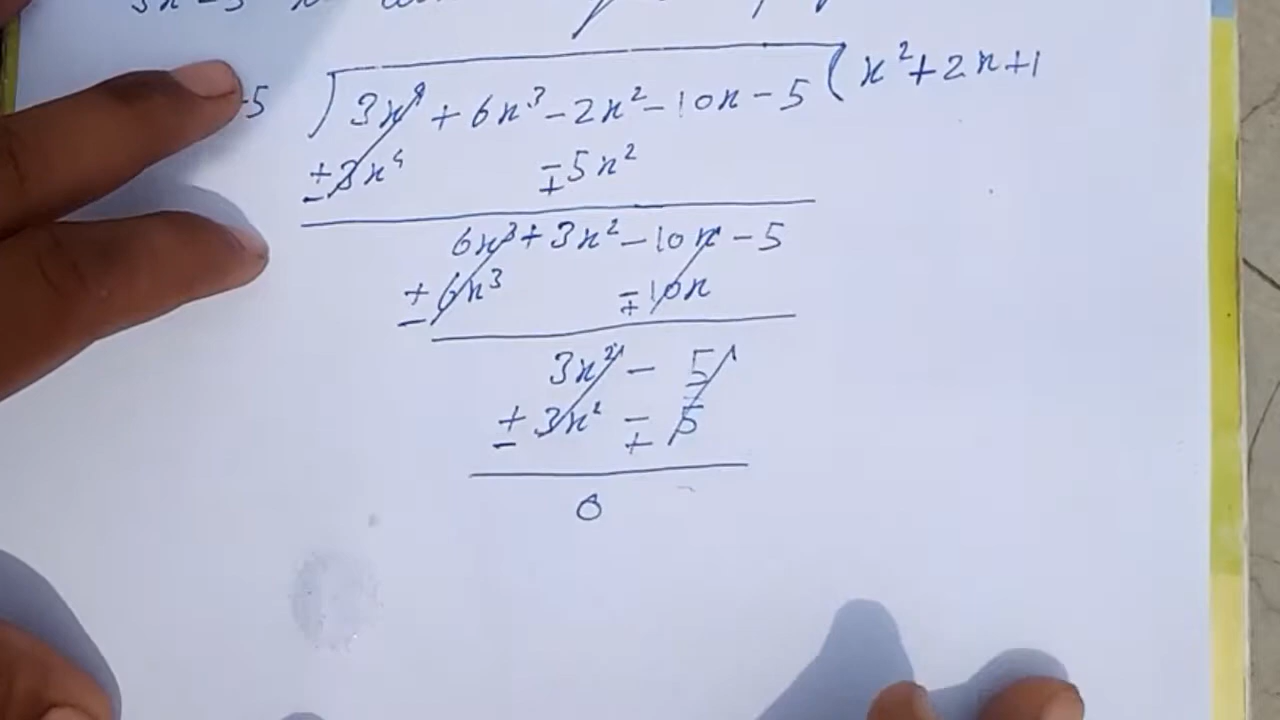 -5 ) 3x⁴ + 6x³ - 2x² - 10x - 5 ( x² + 2x + 1
± 3x⁴ ∓ 5x²
6x³ + 3x² - 10x - 5
± 6x³ ∓ 10x
3x² - 5
± 3x² ∓ 5
0